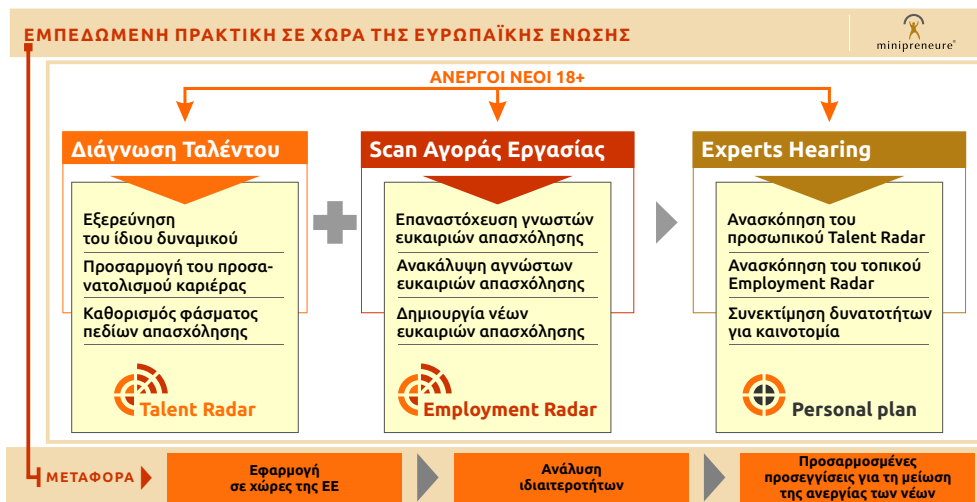 ΕΜΠΕΔΩΜΕΝΗ ΠΡΑΚΤΙΚΗ ΣΕ ΧΩΡΑ ΤΗΣ ΕΥΡΩΠΑΪΚΗΣ ΕΝΩΣΗΣ
minipreneure®
ΑΝΕΡΓΟΙ ΝΕΟΙ 18+
Διάγνωση Ταλέντου
Εξερεύνηση
του ίδιου δυναμικού
Προσαρμογή του προσα-
νατολισμού καριέρας
Καθορισμός φάσματος
πεδίων απασχόλησης
Talent Radar
Scan Αγοράς Εργασίας
Επαναστόχευση γνωστών
ευκαιριών απασχόλησης
Ανακάλυψη αγνώστων
ευκαιριών απασχόλησης
Δημιουργία νέων
ευκαιριών απασχόλησης
Employment Radar
Experts Hearing
Ανασκόπηση του
προσωπικού Talent Radar
Ανασκόπηση του τοπικού
Employment Radar
Συνεκτίμηση δυνατοτήτων
για καινοτομία
Personal plan
ΜΕΤΑΦΟΡΑ
Εφαρμογή
σε χώρες της ΕΕ
Ανάλυση
ιδιαιτεροτήτων
Προσαρμοσμένες
προσεγγίσεις για τη μείωση
της ανεργίας των νέων